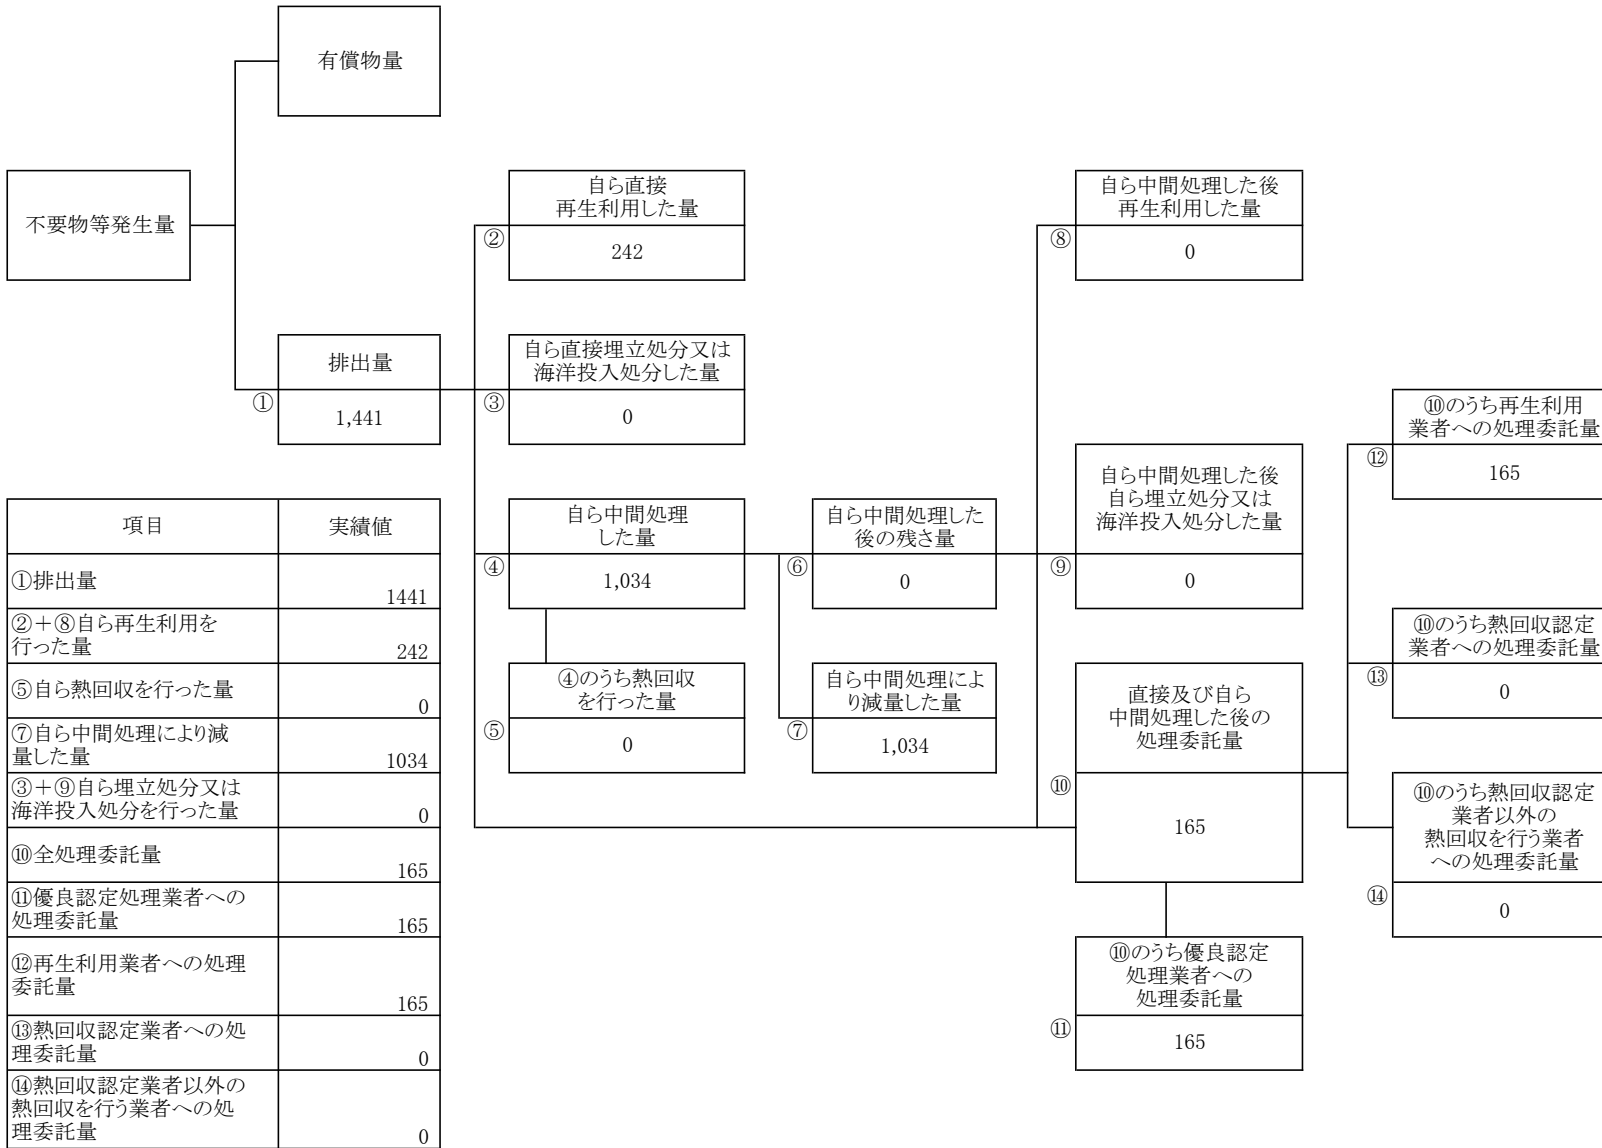 有償物量
不要物等発生量
排出量
①
1,441
自ら直接
再生利用した量
②
242
自ら直接埋立処分又は
海洋投入処分した量
③
0
自ら中間処理
した量
④
1,034
④のうち熱回収
を行った量
⑤
0
自ら中間処理した
後の残さ量
⑥
0
自ら中間処理によ
り減量した量
⑦
1,034
自ら中間処理した後
再生利用した量
⑧
0
自ら中間処理した後
自ら埋立処分又は
海洋投入処分した量
⑨
0
直接及び自ら
中間処理した後の
処理委託量
⑩
165
⑩のうち優良認定
処理業者への
処理委託量
⑪
165
⑩のうち再生利用
業者への処理委託量
⑫
165
⑩のうち熱回収認定
業者への処理委託量
⑬
0
⑩のうち熱回収認定
業者以外の
熱回収を行う業者
への処理委託量
⑭
0
項目 実績値
①排出量
1441
②+⑧自ら再生利用を
行った量
242
⑤自ら熱回収を行った量
0
⑦自ら中間処理により減
量した量
1034
③+⑨自ら埋立処分又は
海洋投入処分を行った量
0
⑩全処理委託量
165
⑪優良認定処理業者への
処理委託量
165
⑫再生利用業者への処理
委託量
165
⑬熱回収認定業者への処
理委託量
0
⑭熱回収認定業者以外の
熱回収を行う業者への処
理委託量
0